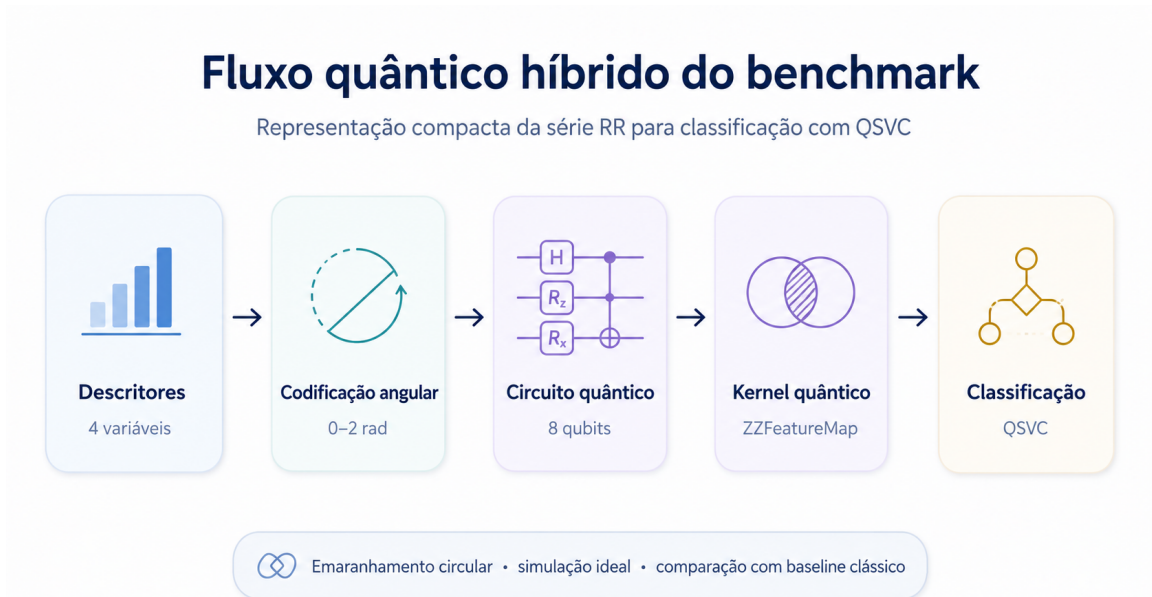 Fluxo quântico híbrido do benchmark
Representação compacta da série RR para classificação com QSVC
H
Rz
Rx
Descritores
4 variáveis
Codificação angular
0–2 rad
Circuito quântico
8 qubits
Kernel quântico
ZZFeatureMap
Classificação
QSVC
Emaranhamento circular • simulação ideal • comparação com baseline clássico